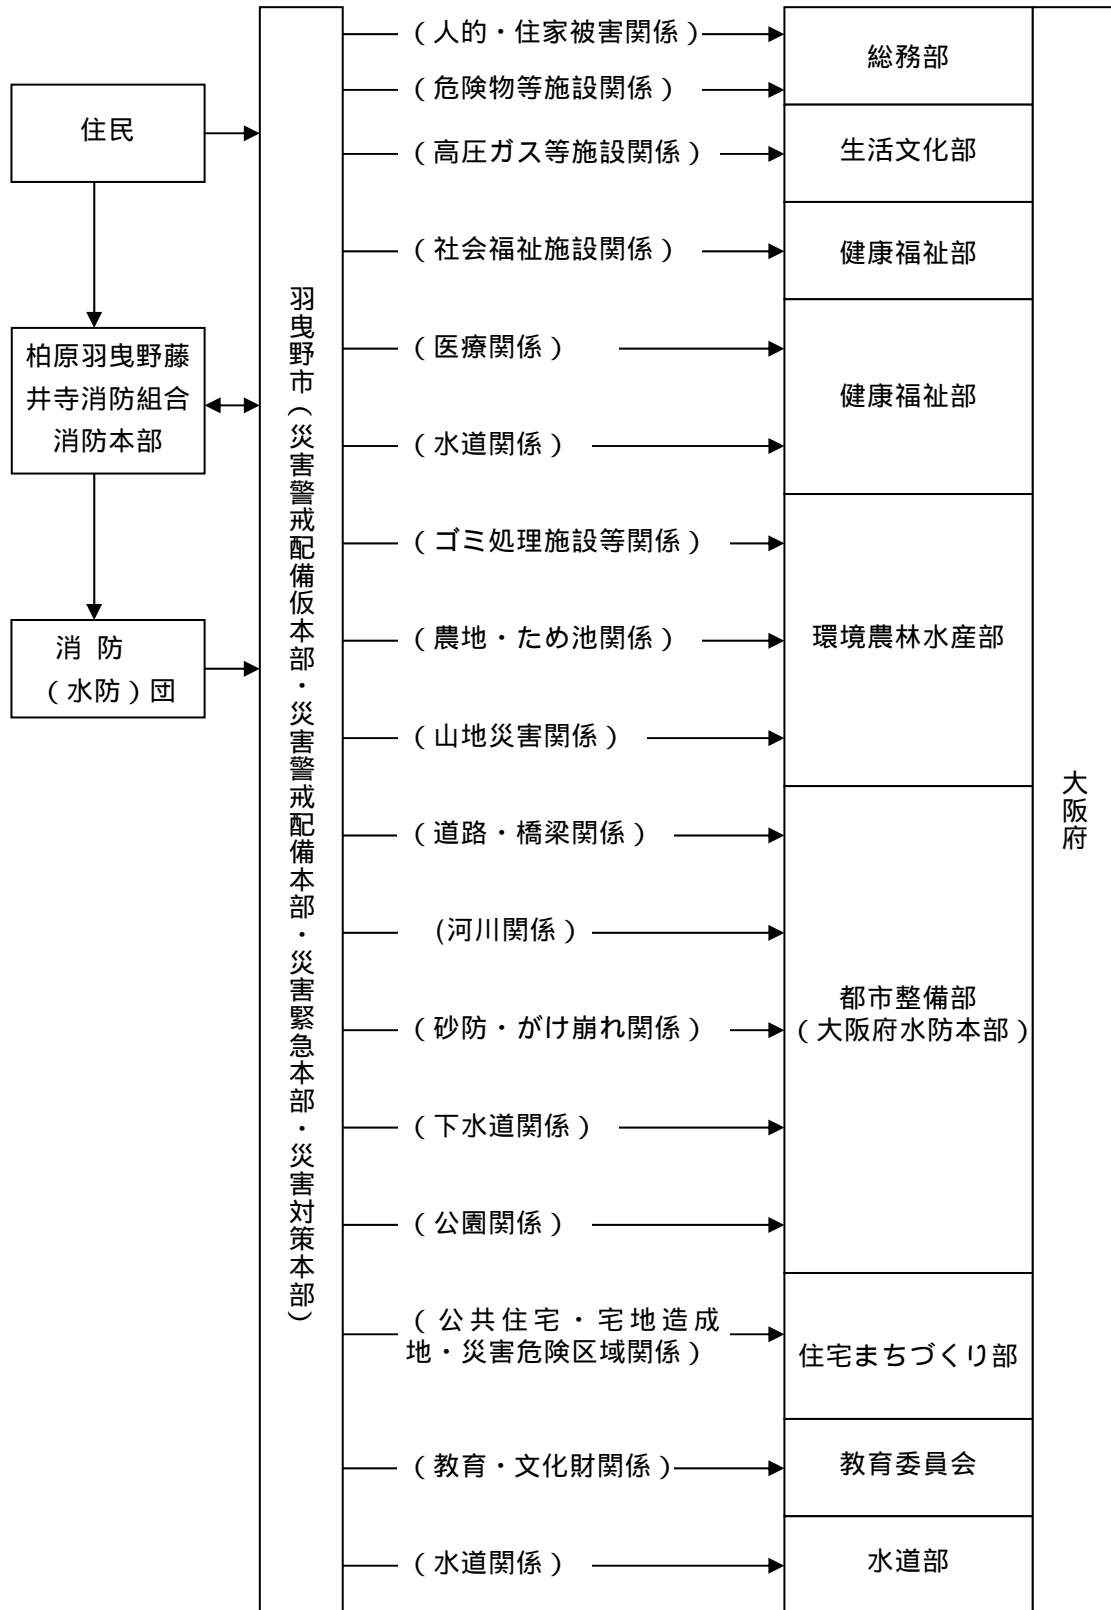 住民
柏原羽曳野藤
井寺消防組合
消防本部
消 防
（水防）団
羽曳野市（災害警戒配備仮本部・災害警戒配備本部・災害緊急本部・災害対策本部）
（人的・住家被害関係）
（危険物等施設関係）
（高圧ガス等施設関係）
（社会福祉施設関係）
（医療関係）
（水道関係）
（ゴミ処理施設等関係）
（農地・ため池関係）
（山地災害関係）
（道路・橋梁関係）
(河川関係）
（砂防・がけ崩れ関係）
（下水道関係）
（公園関係）
（公共住宅・宅地造成
地・災害危険区域関係）
（教育・文化財関係）
（水道関係）
総務部
生活文化部
健康福祉部
健康福祉部
環境農林水産部
都市整備部
（大阪府水防本部）
住宅まちづくり部
教育委員会
水道部
大阪府